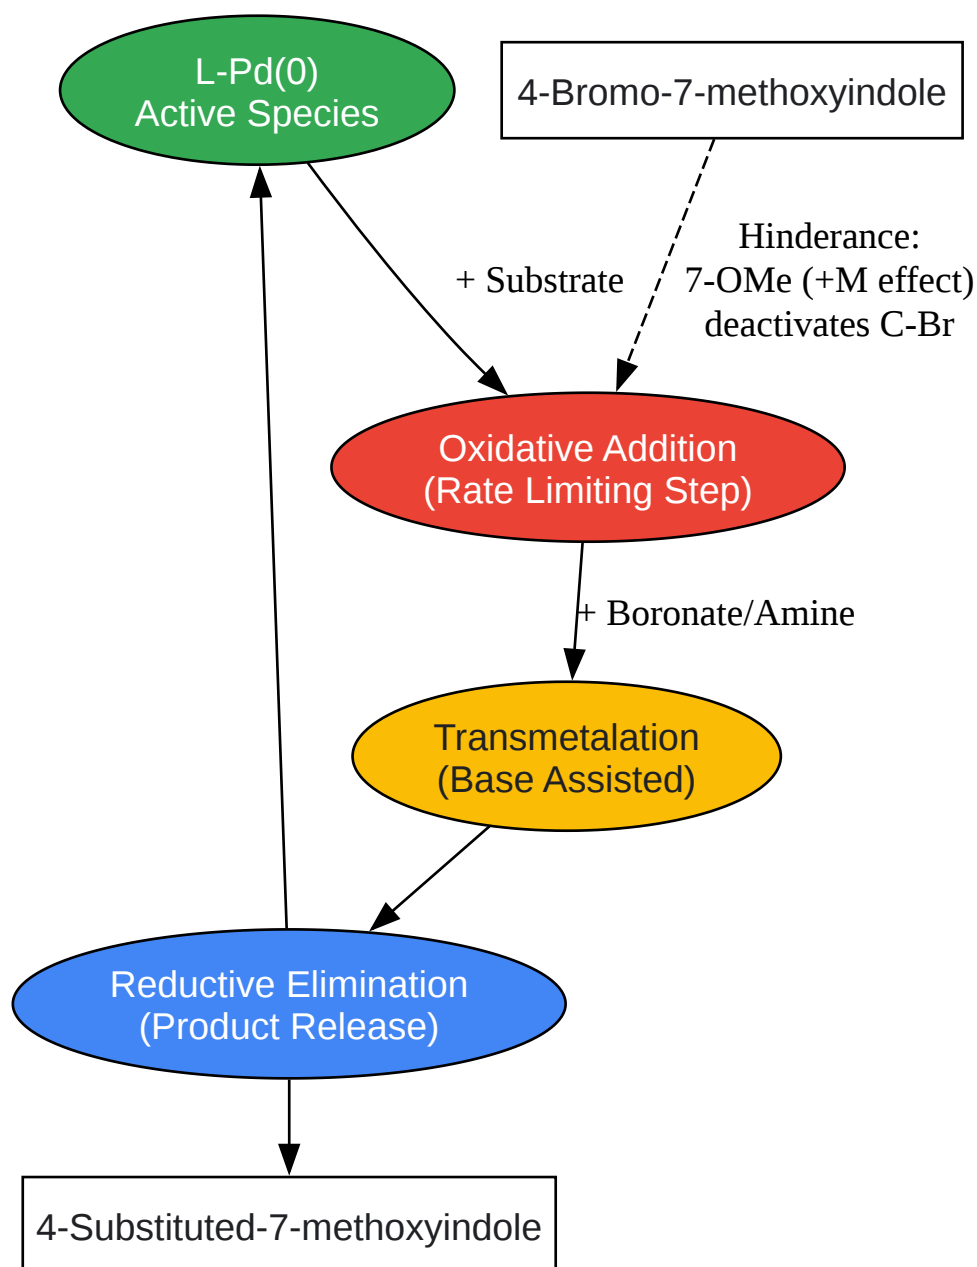 L-Pd(0)
Active Species
4-Bromo-7-methoxyindole
+ Substrate
Hinderance:
7-OMe (+M effect)
deactivates C-Br
Oxidative Addition
(Rate Limiting Step)
+ Boronate/Amine
Transmetalation
(Base Assisted)
Reductive Elimination
(Product Release)
4-Substituted-7-methoxyindole